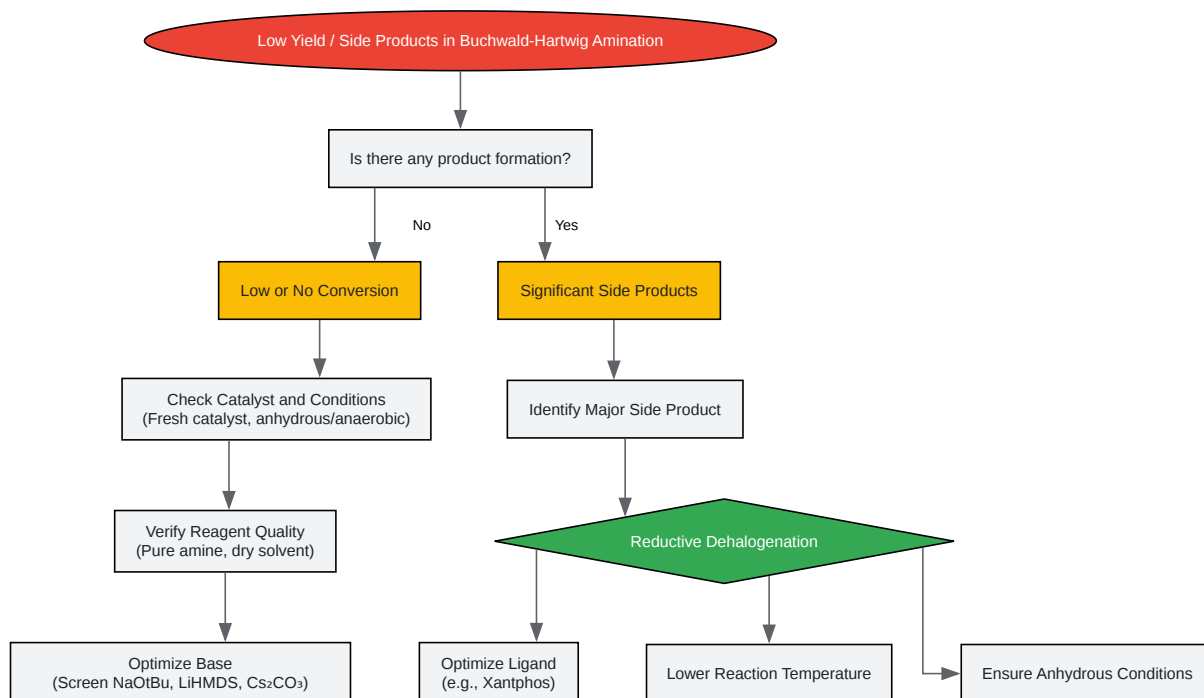 Low Yield / Side Products in Buchwald-Hartwig Amination
Is there any product formation?
No
Yes
Low or No Conversion
Significant Side Products
Check Catalyst and Conditions
(Fresh catalyst, anhydrous/anaerobic)
Identify Major Side Product
Verify Reagent Quality
(Pure amine, dry solvent)
Reductive Dehalogenation
Optimize Base
(Screen NaOtBu, LiHMDS, Cs₂CO₃)
Optimize Ligand
(e.g., Xantphos)
Lower Reaction Temperature
Ensure Anhydrous Conditions